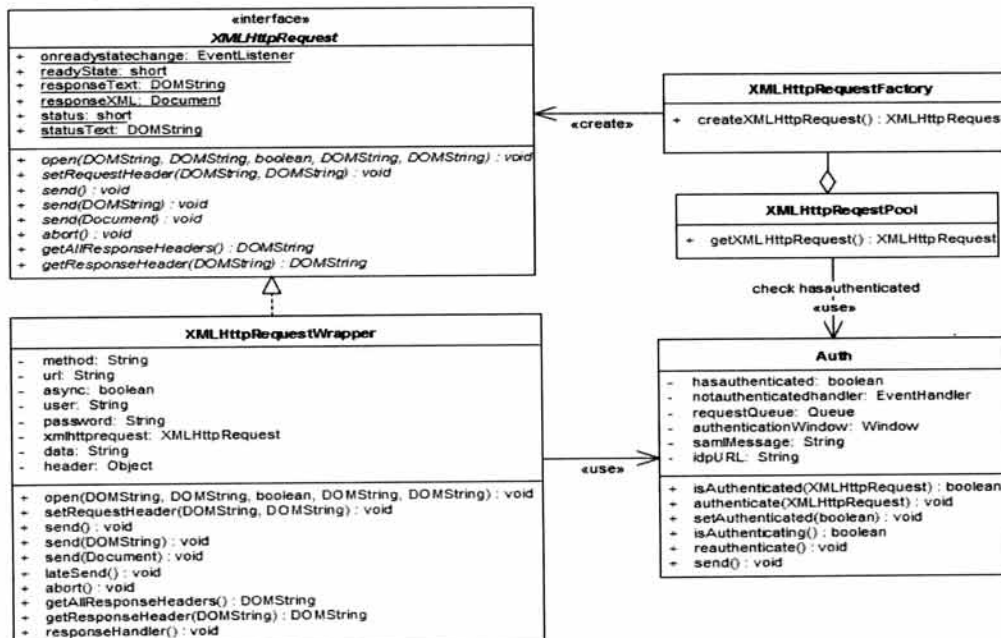 «interface»
XMLHttpRequest
+ onreadystatechange: EventListener
+ readyState: short
+ responseText: DOMString
+ responseXML: Document
+ status: short
+ statusText: DOMString
+ open(DOMString, DOMString, boolean, DOMString, DOMString) : void
+ setRequestHeader(DOMString, DOMString) : void
+ send() : void
+ send(DOMString) : void
+ send(Document) : void
+ abort() : void
+ getAllResponseHeaders() : DOMString
+ getResponseHeader(DOMString) : DOMString
«create»
XMLHttpRequestFactory
+ createXMLHttpRequest() : XMLHttpReques
XMLHttpReqestPool
+ getXMLHttpRequest() : XMLHttpRequest
check hasauthenticated
«use»
XMLHttpRequestWrapper
- method: String
- url: String
- async: boolean
- user: String
- password: String
- xmlhttprequest: XMLHttpRequest
- data: String
- header: Object
+ open(DOMString, DOMString, boolean, DOMString, DOMString) : void
+ setRequestHeader(DOMString, DOMString) : void
+ send() : void
+ send(DOMString) : void
+ send(Document) : void
+ lateSend() : void
+ abort() : void
+ getAllResponseHeaders() : DOMString
+ getResponseHeader(DOMString) : DOMString
+ responseHandler() : void
«use»
Auth
- hasauthenticated: boolean
- notauthenticatedhandler: EventHandler
- requestQueue: Queue
- authenticationWindow: Window
- samlMessage: String
- idpURL: String
+ isAuthenticated(XMLHttpRequest) : boolean
+ authenticate(XMLHttpRequest) : void
+ setAuthenticated(boolean) : void
+ isAuthenticating() : boolean
+ reauthenticate() : void
+ send() : void